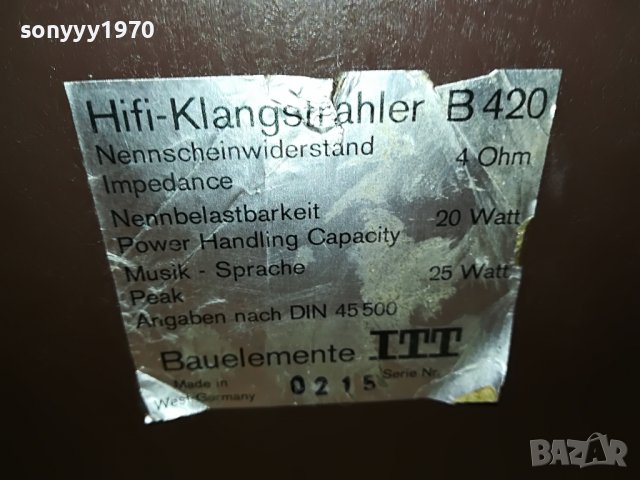 sonyyy1970
Hifi-Klangstrahler B 420
Nennscheinwiderstand 4 Ohm
Impedance
Nennbelastbarkeit 20 Watt
Power Handling Capacity
Musik - Sprache 25 Watt
Peak
Angaben nach DIN 45 500
Bauelemente ITT
Made in 0215 Serie Nr.
West-Germany
BAZAR